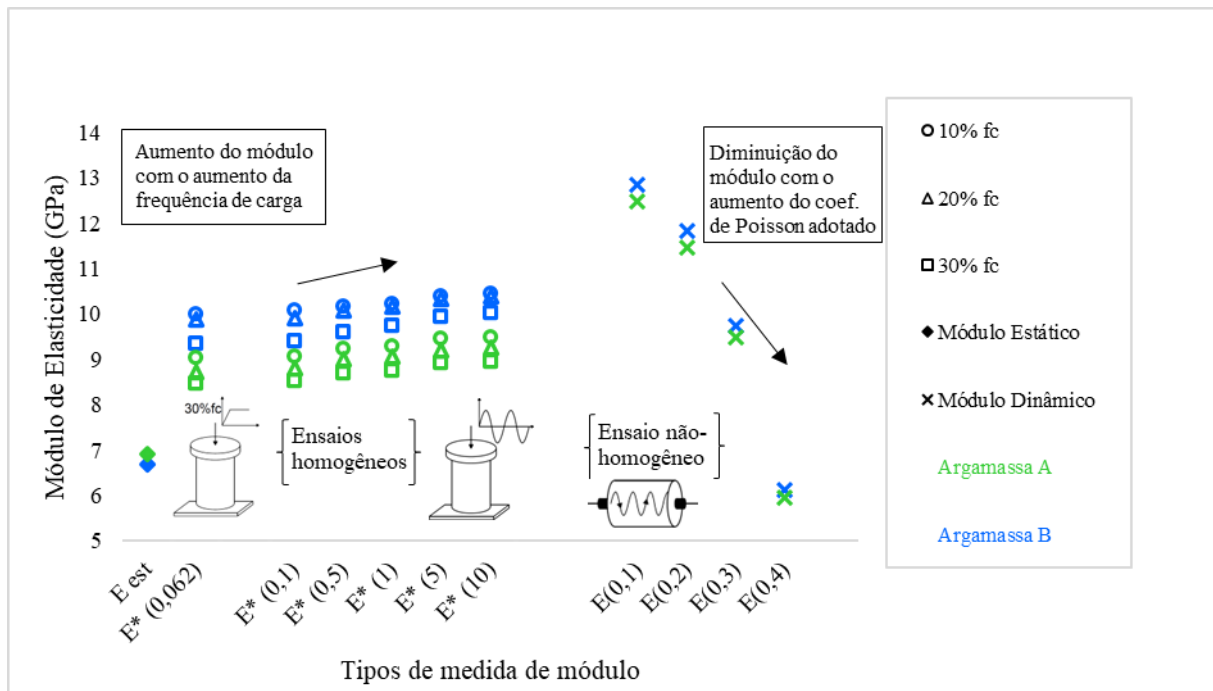 Módulo de Elasticidade (GPa)
14
13
12
11
10
9
8
7
6
5
Aumento do módulo
com o aumento da
frequência de carga
Diminuição do
módulo com o
aumento do coef.
de Poisson adotado
30%fc
Ensaios
homogêneos
Ensaio não-
homogêneo
E est
E* (0,062)
E* (0,1)
E* (0,5)
E* (1)
E* (5)
E* (10)
E(0,1)
E(0,2)
E(0,3)
E(0,4)
Tipos de medida de módulo
10% fc
20% fc
30% fc
Módulo Estático
Módulo Dinâmico
Argamassa A
Argamassa B